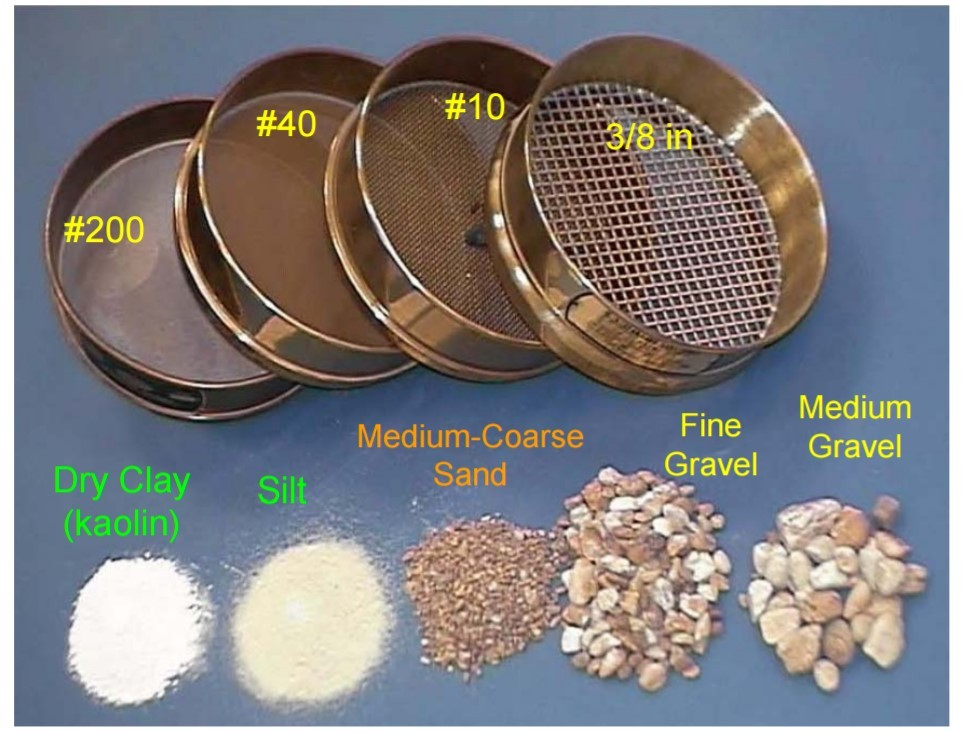 #200
#40
#10
3/8 in
Dry Clay
(kaolin)
Silt
Medium-Coarse
Sand
Fine
Gravel
Medium
Gravel